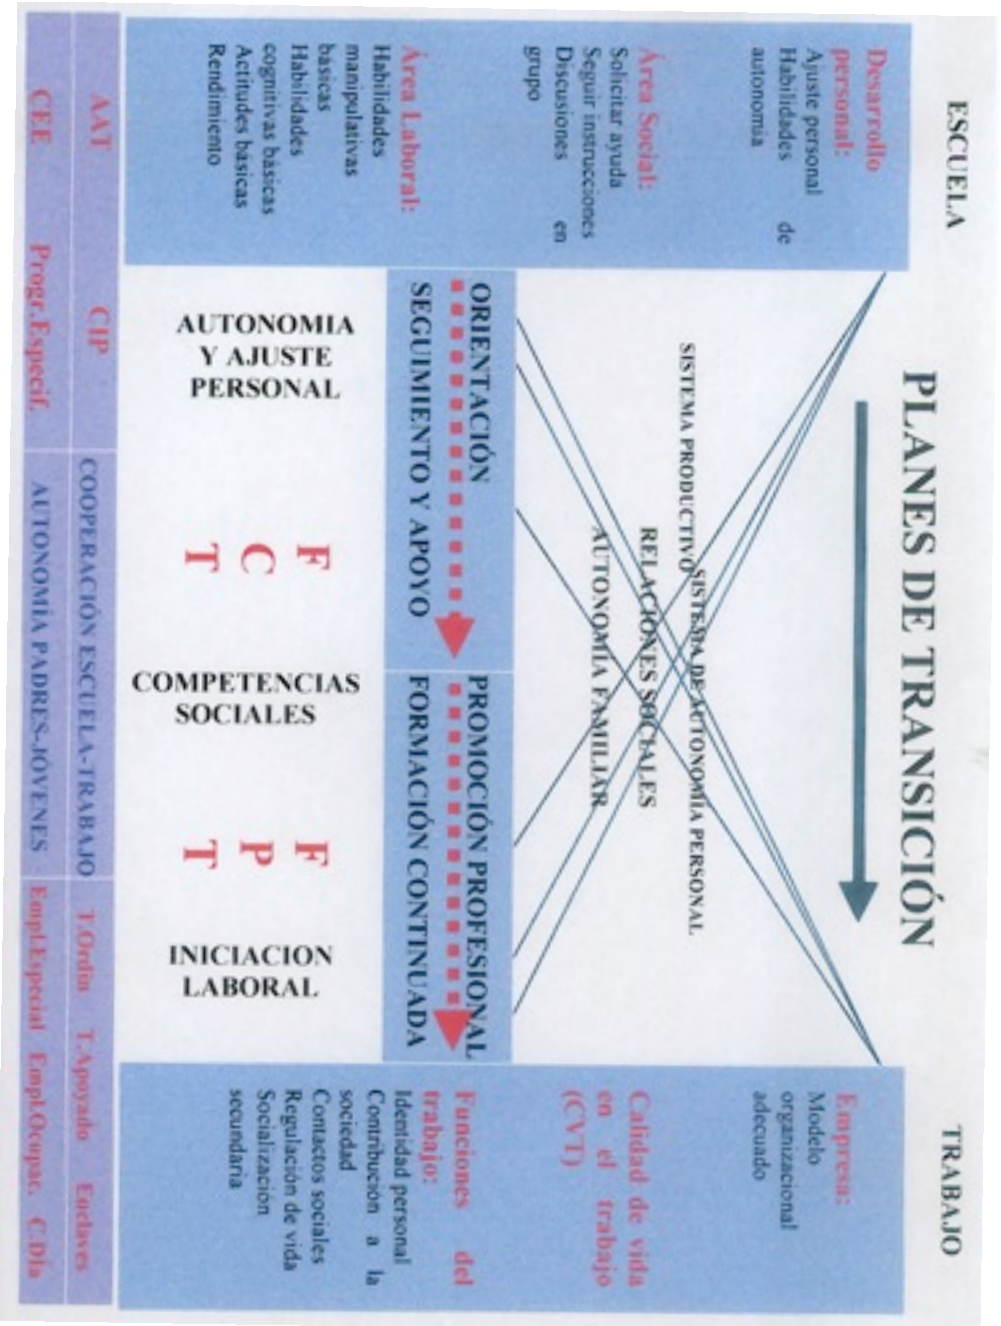 ESCUELA
TRABAJO
PLANES DE TRANSICIÓN
Desarrollo
personal:
Ajuste personal
Habilidades de
autonomía
Área Social:
Solicitar ayuda
Seguir instrucciones
Discusiones en
grupo
Área Laboral:
Habilidades
manipulativas
básicas
Habilidades
cognitivas básicas
Actitudes básicas
Rendimiento
SISTEMA PRODUCTIVO
SISTEMA DE AUTONOMÍA PERSONAL
RELACIONES SOCIALES
AUTONOMÍA FAMILIAR
ORIENTACIÓN
SEGUIMIENTO Y APOYO
PROMOCIÓN PROFESIONAL
FORMACIÓN CONTINUADA
AUTONOMIA
Y AJUSTE
PERSONAL
F
C
T
COMPETENCIAS
SOCIALES
F
P
T
INICIACION
LABORAL
Empresa:
Modelo
organizacional
adecuado
Calidad de vida
en el trabajo
(CVT)
Funciones del
trabajo:
Identidad personal
Contribución a la
sociedad
Contactos sociales
Regulación de vida
Socialización
secundaria
AAT CIP
COOPERACIÓN ESCUELA-TRABAJO
T.Ordin T.Apoyado Enclaves
CEE Progr.Específ.
AUTONOMÍA PADRES-JÓVENES
Empl.Especial Empl.Ocupac. C.Día